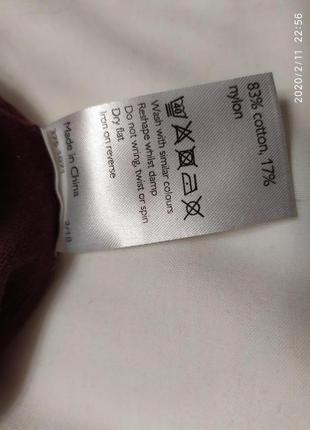 83% cotton, 17%
nylon
40
Wash with similar colours
Reshape whilst damp
Do not wring, twist or spin
Dry flat
Iron on reverse
Made in China
2020/2/11 22:56